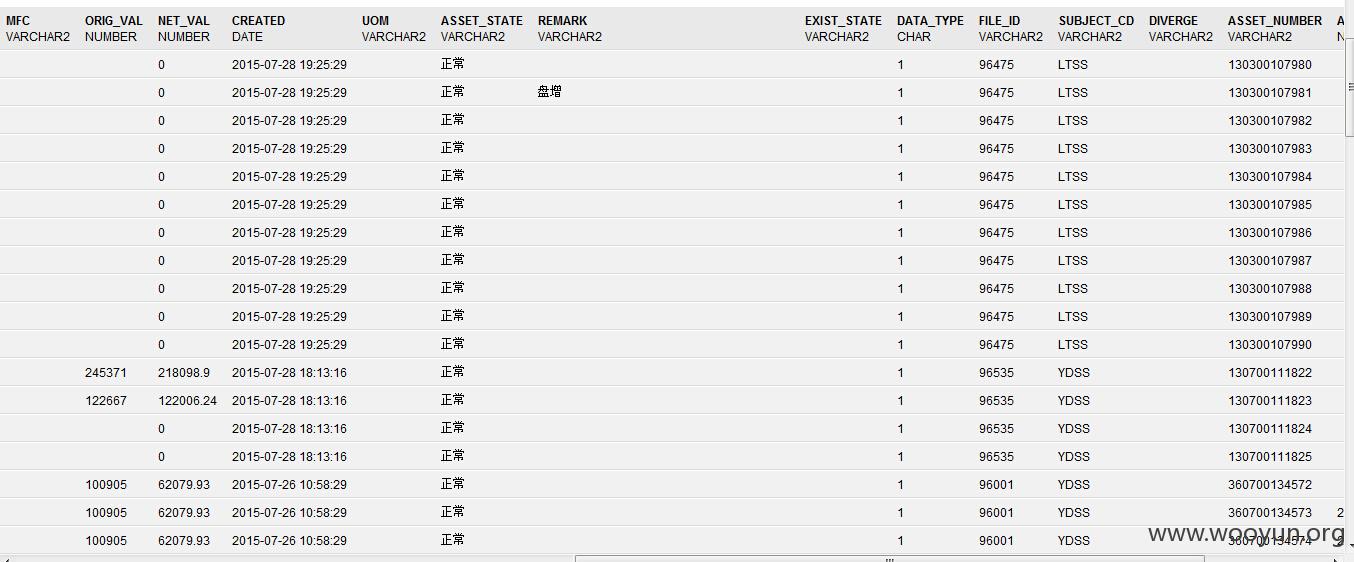 MFC ORIG_VAL NET_VAL CREATED UOM ASSET_STATE REMARK EXIST_STATE DATA_TYPE FILE_ID SUBJECT_CD DIVERGE ASSET_NUMBER A
VARCHAR2 NUMBER NUMBER DATE VARCHAR2 VARCHAR2 VARCHAR2 VARCHAR2 CHAR VARCHAR2 VARCHAR2 VARCHAR2 VARCHAR2 N
0 2015-07-28 19:25:29 正常 1 96475 LTSS 130300107980
0 2015-07-28 19:25:29 正常 盘增 1 96475 LTSS 130300107981
0 2015-07-28 19:25:29 正常 1 96475 LTSS 130300107982
0 2015-07-28 19:25:29 正常 1 96475 LTSS 130300107983
0 2015-07-28 19:25:29 正常 1 96475 LTSS 130300107984
0 2015-07-28 19:25:29 正常 1 96475 LTSS 130300107985
0 2015-07-28 19:25:29 正常 1 96475 LTSS 130300107986
0 2015-07-28 19:25:29 正常 1 96475 LTSS 130300107987
0 2015-07-28 19:25:29 正常 1 96475 LTSS 130300107988
0 2015-07-28 19:25:29 正常 1 96475 LTSS 130300107989
0 2015-07-28 19:25:29 正常 1 96475 LTSS 130300107990
245371 218098.9 2015-07-28 18:13:16 正常 1 96535 YDSS 130700111822
122667 122006.24 2015-07-28 18:13:16 正常 1 96535 YDSS 130700111823
0 2015-07-28 18:13:16 正常 1 96535 YDSS 130700111824
0 2015-07-28 18:13:16 正常 1 96535 YDSS 130700111825
100905 62079.93 2015-07-26 10:58:29 正常 1 96001 YDSS 360700134572
100905 62079.93 2015-07-26 10:58:29 正常 1 96001 YDSS 360700134573 2
100905 62079.93 2015-07-26 10:58:29 正常 1 96001 YDSS 360700134574
www.wooyun.org